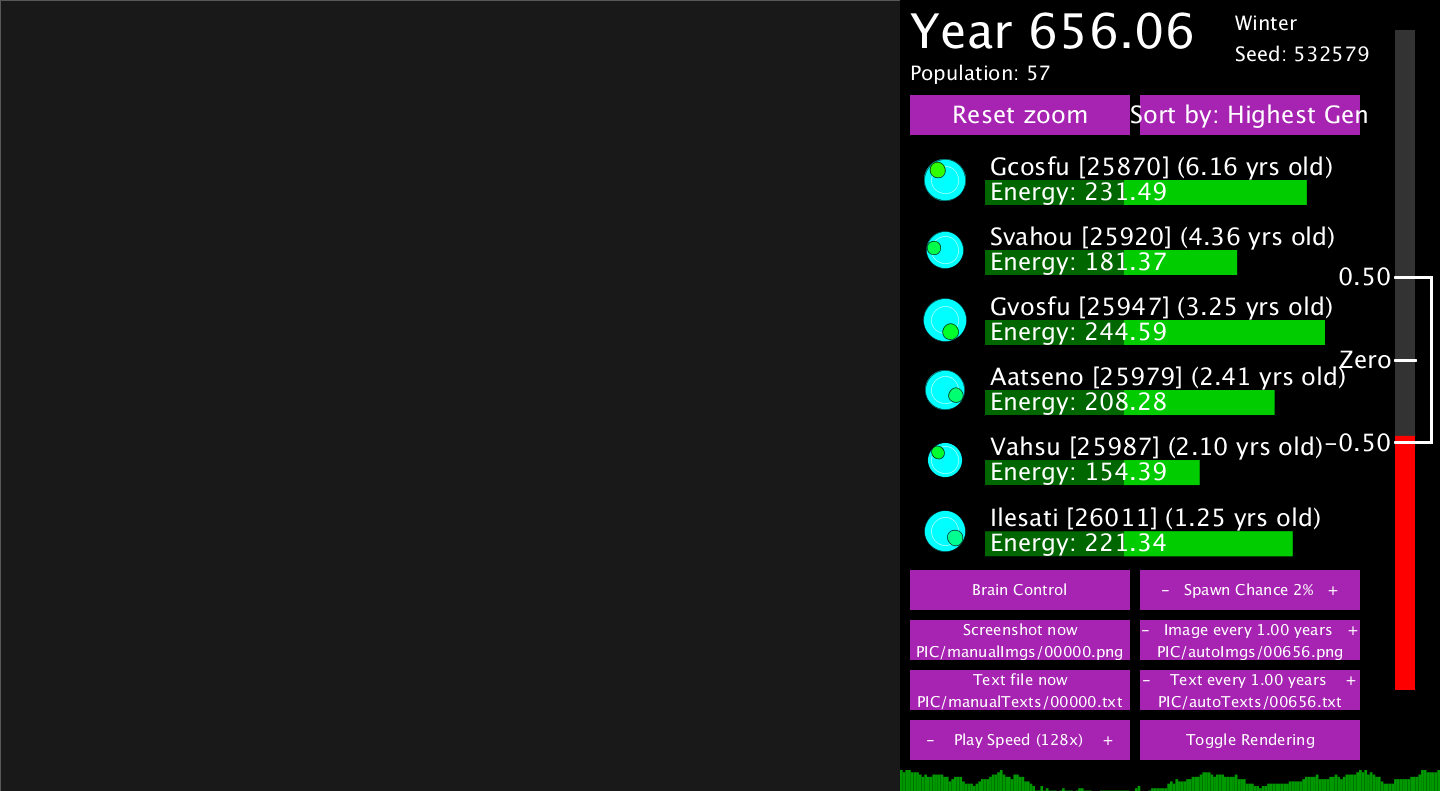 Year 656.06
Winter
Seed: 532579
Population: 57
Reset zoom
Sort by: Highest Gen
Gcosfu [25870] (6.16 yrs old)
Energy: 231.49
Svahou [25920] (4.36 yrs old)
Energy: 181.37
0.50
Gvosfu [25947] (3.25 yrs old)
Energy: 244.59
Zero
Aatseno [25979] (2.41 yrs old)
Energy: 208.28
Vahsu [25987] (2.10 yrs old)
-0.50
Energy: 154.39
Ilesati [26011] (1.25 yrs old)
Energy: 221.34
Brain Control
- Spawn Chance 2% +
Screenshot now
PIC/manualImgs/00000.png
- Image every 1.00 years +
PIC/autoImgs/00656.png
Text file now
PIC/manualTexts/00000.txt
- Text every 1.00 years +
PIC/autoTexts/00656.txt
- Play Speed (128x) +
Toggle Rendering